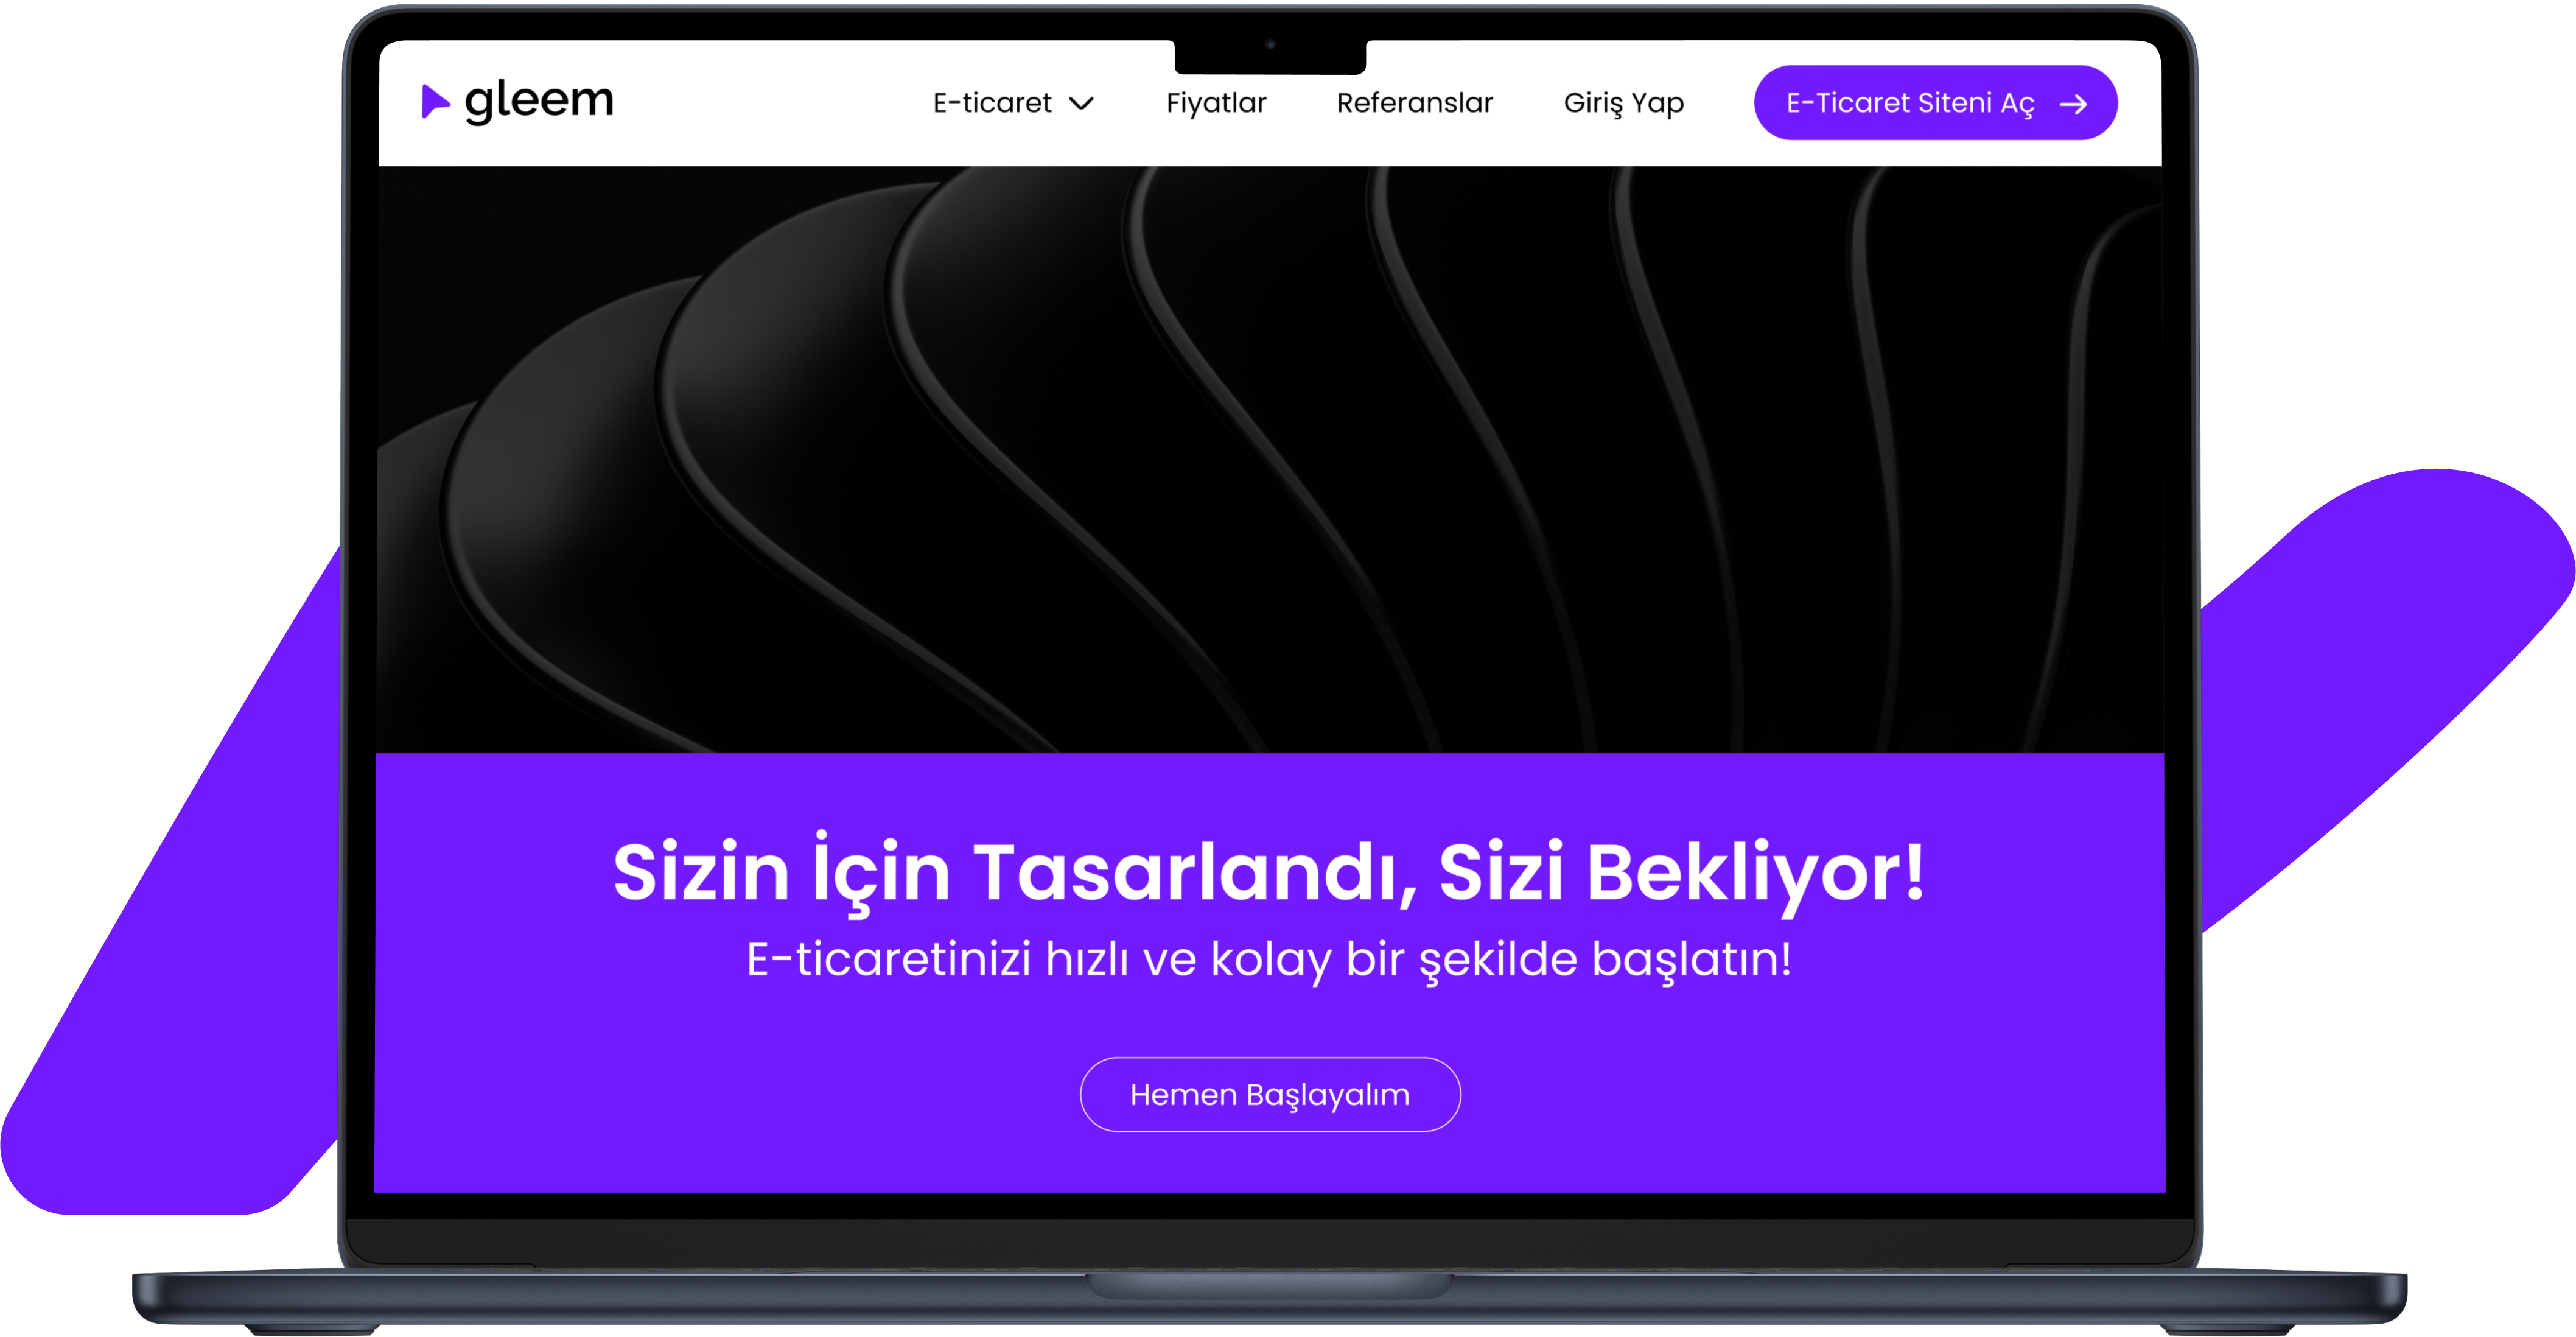 gleem
E-ticaret Fiyatlar Referanslar Giriş Yap E-Ticaret Siteni Aç
Sizin İçin Tasarlandı, Sizi Bekliyor!
E-ticaretinizi hızlı ve kolay bir şekilde başlatın!
Hemen Başlayalım